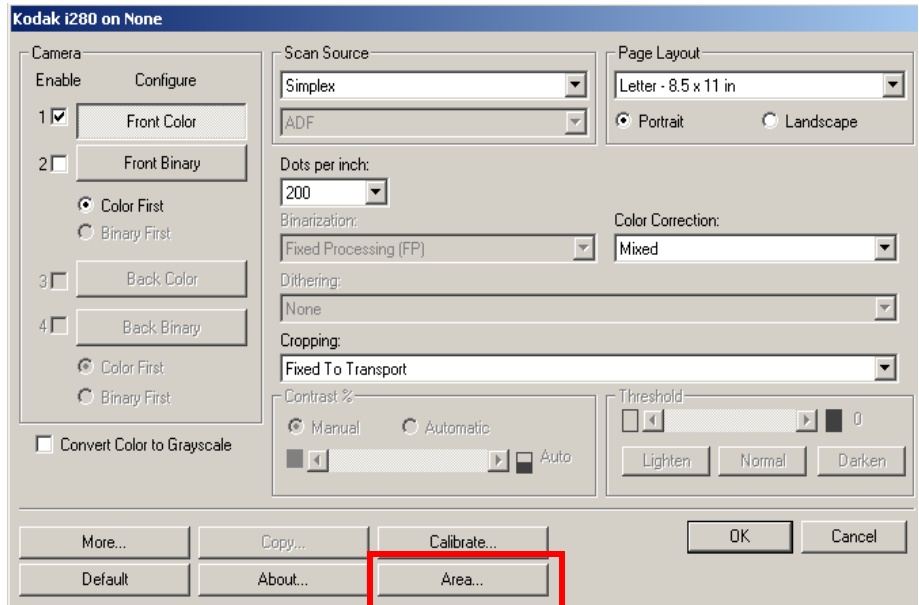 Kodak i280 on None
Camera
Enable Configure
1 Front Color
2 Front Binary
Color First
Binary First
3 Back Color
4 Back Binary
Color First
Binary First
Convert Color to Grayscale
Scan Source
Simplex
ADF
Page Layout
Letter - 8.5 x 11 in
Portrait Landscape
Dots per inch:
200
Binarization:
Fixed Processing (FP)
Color Correction:
Mixed
Dithering:
None
Cropping:
Fixed To Transport
Contrast %
Manual Automatic
Auto
Threshold
0
Lighten Normal Darken
More... Copy... Calibrate... OK Cancel
Default About... Area...